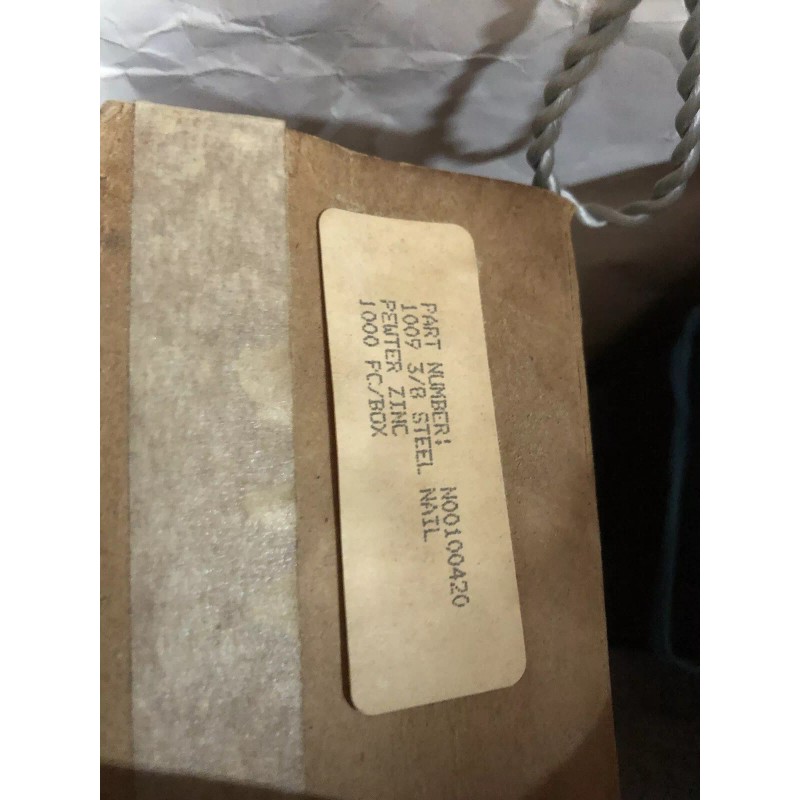 PART NUMBER: N00100420
1009 3/8 STEEL NAIL
PEWTER ZINC
1000 PC/BOX